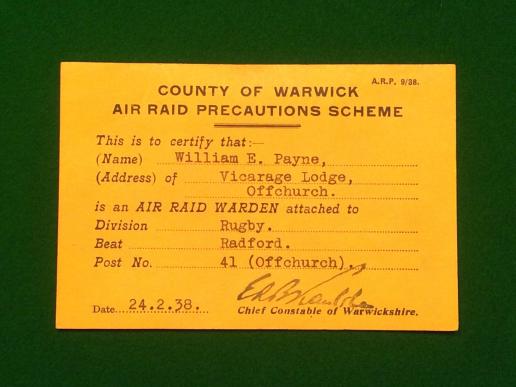 A.R.P. 9/38.
COUNTY OF WARWICK
AIR RAID PRECAUTIONS SCHEME
This is to certify that:—
(Name) William E. Payne,
(Address) of Vicarage Lodge,
Offchurch.
is an AIR RAID WARDEN attached to
Division Rugby.
Beat Radford.
Post No. 41 (Offchurch).
Date 24.2.38.
Chief Constable of Warwickshire.